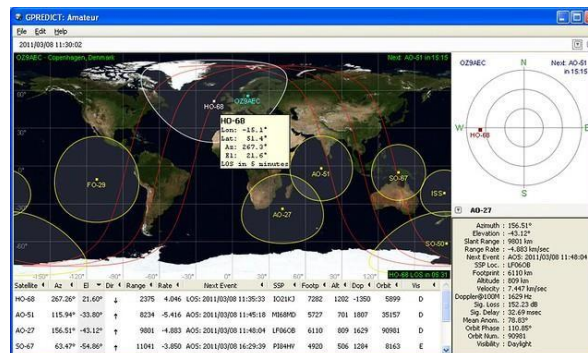 GPREDICT: Amateur
File Edit Help
2011/03/08 11:30:02
OZ9AEC - Copenhagen, Denmark
Next: AO-51
in 15:15
HO-68
OZ9AEC
HO-68
Lon: -15.1°
Lat: 51.4°
Az: 267.3°
El: 21.6°
LOS in 5 minutes
FO-29
AO-51
SO-67
ISS
AO-27
SO-50
HO-68 LOS in 05:31
OZ9AEC
Next: AO-51
in 15:15
N
W
E
S
HO-68
AO-27
Azimuth : 156.51°
Elevation : -43.12°
Slant Range : 9801 km
Range Rate : -4.883 km/sec
Next Event : AOS: 2011/03/08 11:48:04
SSP : LF06OB
Footprint : 6110 km
Altitude : 809 km
Velocity : 7.447 km/sec
Doppler@100M : 1629 Hz
Sig. Loss : 152.23 dB
Sig. Delay : 32.69 msec
Mean Anom. : 78.83°
Orbit Phase : 110.85°
Orbit Num. : 90981
Visibility : Daylight
Satellite Az El Dir Range Rate Next Event SSP Footp Alt Dop Orbit Vis
HO-68 267.26° 21.60° ↑ 2375 4.046 LOS: 2011/03/08 11:35:33 IO21KJ 7282 1202 -1350 5899 D
AO-51 115.94° -33.80° ↑ 8234 -5.416 AOS: 2011/03/08 11:45:18 MI68MD 5727 701 1807 35157 D
AO-27 156.51° -43.12° ↑ 9801 -4.883 AOS: 2011/03/08 11:48:04 LF06OB 6110 809 1629 90981 D
SO-67 63.47° -54.86° ↑ 11041 -3.850 AOS: 2011/03/08 16:29:39 PI84HV 4920 506 1284 8163 E